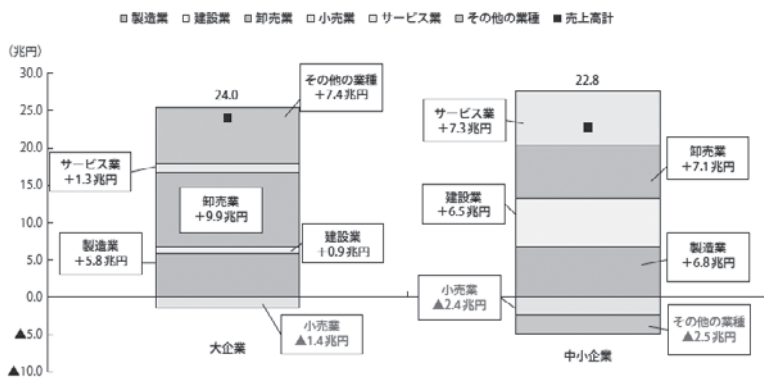 製造業 建設業 卸売業 小売業 サービス業 その他の業種 売上高計
(兆円)
30.0
25.0
20.0
15.0
10.0
5.0
0.0
▲5.0
▲10.0
24.0
その他の業種
+7.4兆円
サービス業
+1.3兆円
卸売業
+9.9兆円
製造業
+5.8兆円
建設業
+0.9兆円
小売業
▲1.4兆円
大企業
22.8
サービス業
+7.3兆円
卸売業
+7.1兆円
建設業
+6.5兆円
製造業
+6.8兆円
小売業
▲2.4兆円
その他の業種
▲2.5兆円
中小企業